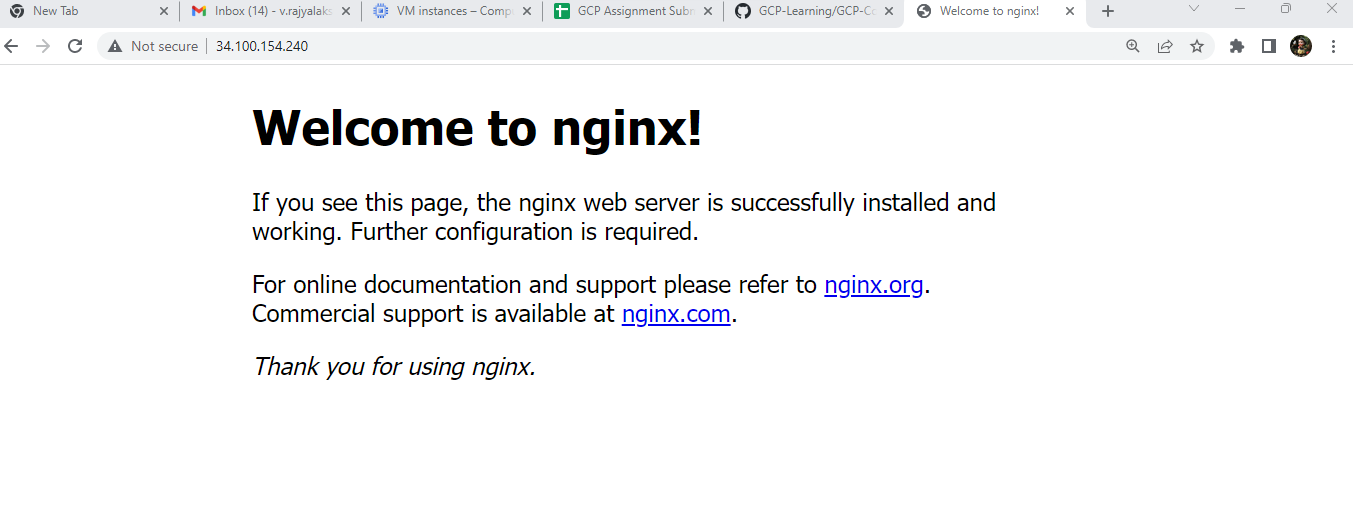 New Tab
Inbox (14) - v.rajyalaks
VM instances – Comp
GCP Assignment Subm
GCP-Learning/GCP-Co
Welcome to nginx!
Not secure
34.100.154.240
Welcome to nginx!
If you see this page, the nginx web server is successfully installed and
working. Further configuration is required.
For online documentation and support please refer to nginx.org.
Commercial support is available at nginx.com.
Thank you for using nginx.